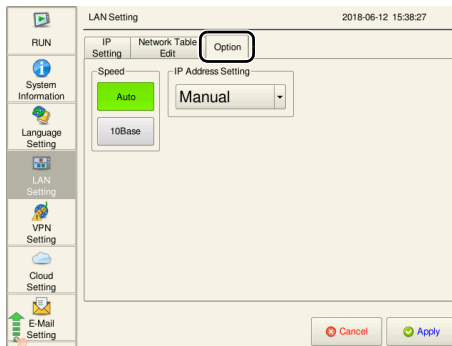 LAN Setting 2018-06-12 15:38:27
RUN
System
Information
Language
Setting
LAN
Setting
VPN
Setting
Cloud
Setting
E-Mail
Setting
IP
Setting
Network Table
Edit
Option
Speed
Auto
10Base
IP Address Setting
Manual
Cancel
Apply